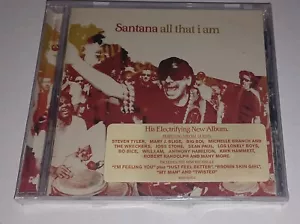 Santana all that i am
His Electrifying New Album.
STEVEN TYLER, MARY J. BLIGE, BIG BOI, MICHELLE BRANCH AND
THE WRECKERS, JOSS STONE, SEAN PAUL, LOS LONELY BOYS,
BO BICE, WILL.I.AM, ANTHONY HAMILTON, KIRK HAMMETT,
ROBERT RANDOLPH AND MANY MORE.
"I'M FEELING YOU" plus "JUST FEEL BETTER", "BROWN SKIN GIRL",
"MY MAN" AND "TWISTED"